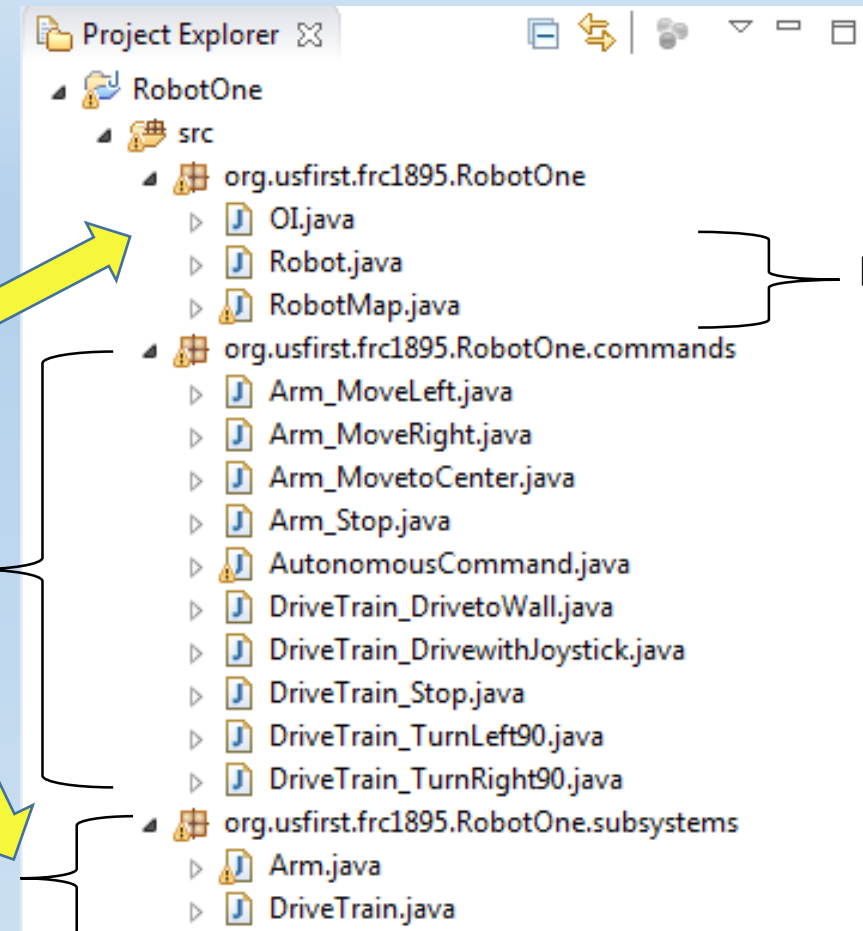 Project Explorer
RobotOne
src
org.usfirst.frc1895.RobotOne
OI.java
Robot.java
RobotMap.java
org.usfirst.frc1895.RobotOne.commands
Arm_MoveLeft.java
Arm_MoveRight.java
Arm_MovetoCenter.java
Arm_Stop.java
AutonomousCommand.java
DriveTrain_DrivetoWall.java
DriveTrain_DrivewithJoystick.java
DriveTrain_Stop.java
DriveTrain_TurnLeft90.java
DriveTrain_TurnRight90.java
org.usfirst.frc1895.RobotOne.subsystems
Arm.java
DriveTrain.java